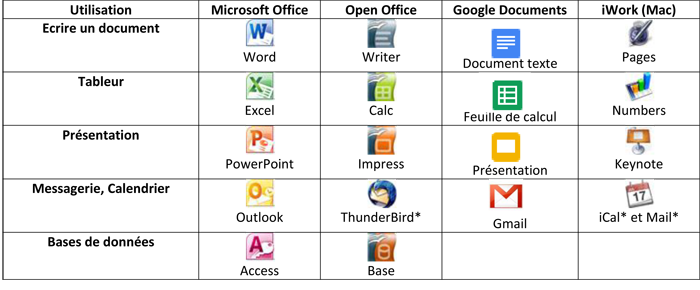 Utilisation Microsoft Office Open Office Google Documents iWork (Mac)
Ecrire un document Word Writer Document texte Pages
Tableur Excel Calc Feuille de calcul Numbers
Présentation PowerPoint Impress Présentation Keynote
Messagerie, Calendrier Outlook ThunderBird* Gmail 17 iCal* et Mail*
Bases de données Access Base